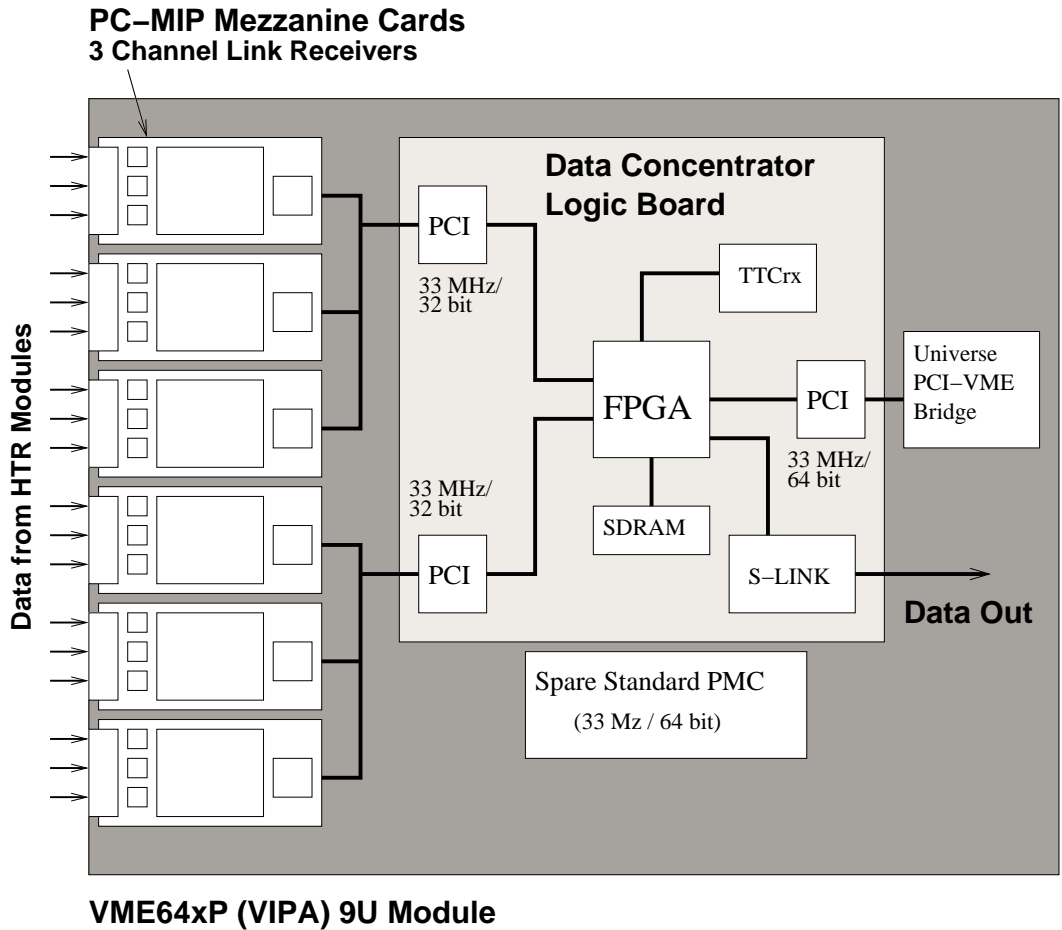 PC−MIP Mezzanine Cards
3 Channel Link Receivers
Data from HTR Modules
Data Concentrator
Logic Board
PCI
33 MHz/
32 bit
TTCrx
FPGA
PCI
33 MHz/
64 bit
Universe
PCI−VME
Bridge
33 MHz/
32 bit
PCI
SDRAM
S−LINK
Data Out
Spare Standard PMC
(33 Mz / 64 bit)
VME64xP (VIPA) 9U Module